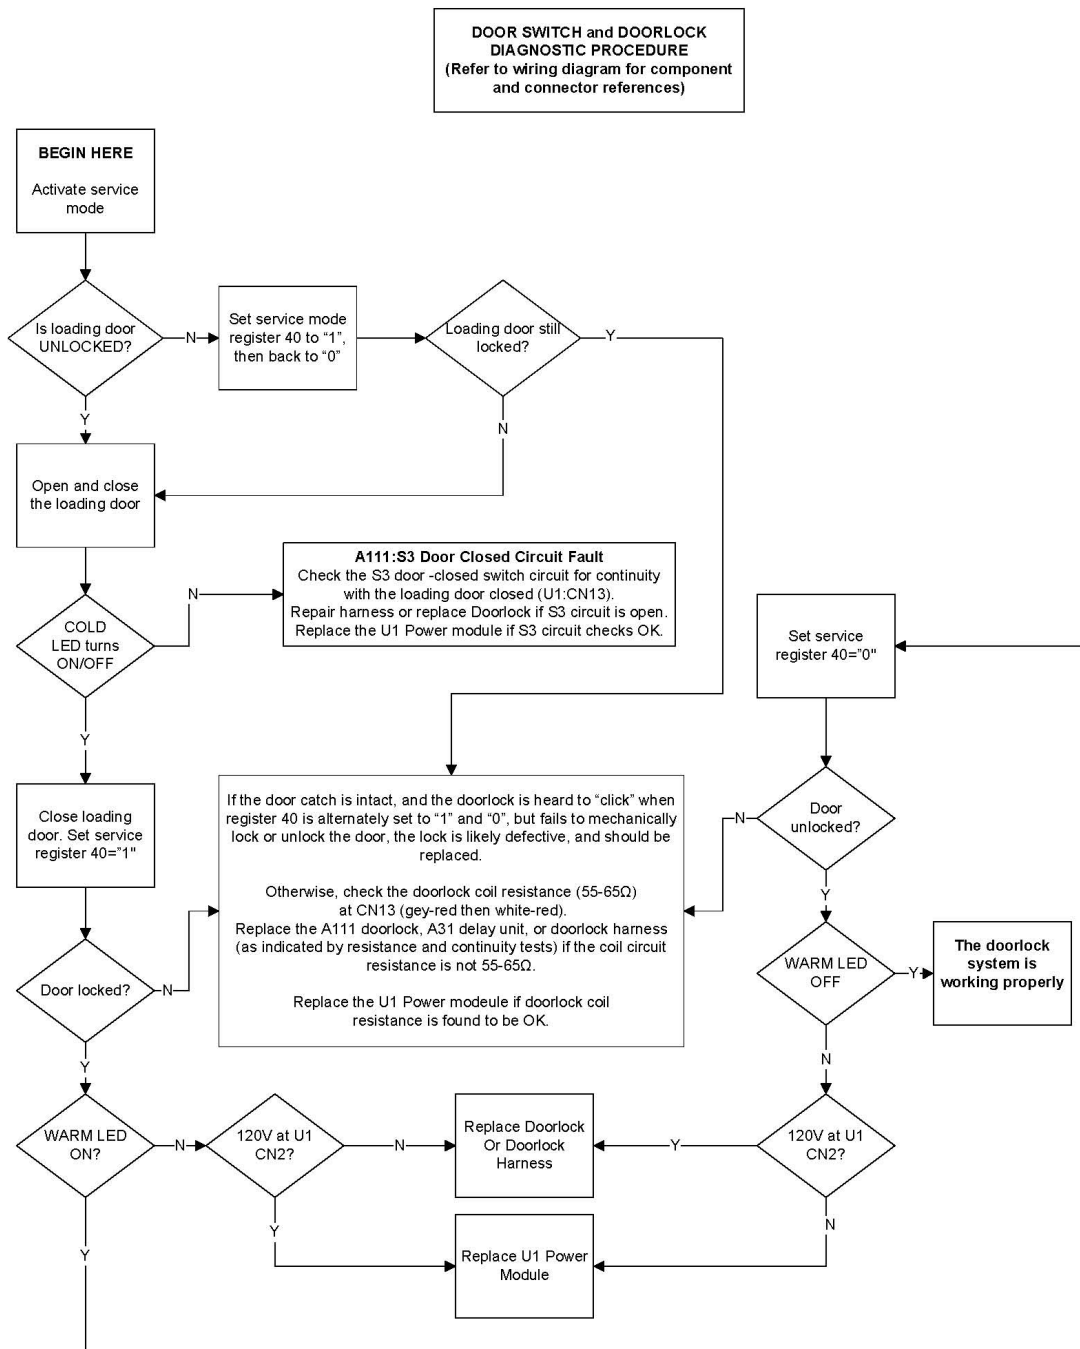 DOOR SWITCH and DOORLOCK
DIAGNOSTIC PROCEDURE
(Refer to wiring diagram for component
and connector references)
BEGIN HERE
Activate service
mode
Is loading door
UNLOCKED?
N
Set service mode
register 40 to “1”,
then back to “0”
Loading door still
locked?
Y
Y
N
Open and close
the loading door
A111:S3 Door Closed Circuit Fault
Check the S3 door -closed switch circuit for continuity
with the loading door closed (U1:CN13).
Repair harness or replace Doorlock if S3 circuit is open.
Replace the U1 Power module if S3 circuit checks OK.
N
COLD
LED turns
ON/OFF
Set service
register 40=”0"
Y
Close loading
door. Set service
register 40=”1"
If the door catch is intact, and the doorlock is heard to “click” when
register 40 is alternately set to “1” and “0”, but fails to mechanically
lock or unlock the door, the lock is likely defective, and should be
replaced.
Otherwise, check the doorlock coil resistance (55-65Ω)
at CN13 (gey-red then white-red).
Replace the A111 doorlock, A31 delay unit, or doorlock harness
(as indicated by resistance and continuity tests) if the coil circuit
resistance is not 55-65Ω.
Replace the U1 Power modeule if doorlock coil
resistance is found to be OK.
N
Door
unlocked?
Y
Door locked?
N
WARM LED
OFF
Y
The doorlock
system is
working properly
Y
N
WARM LED
ON?
N
120V at U1
CN2?
N
Replace Doorlock
Or Doorlock
Harness
Y
120V at U1
CN2?
Y
Y
N
Replace U1 Power
Module